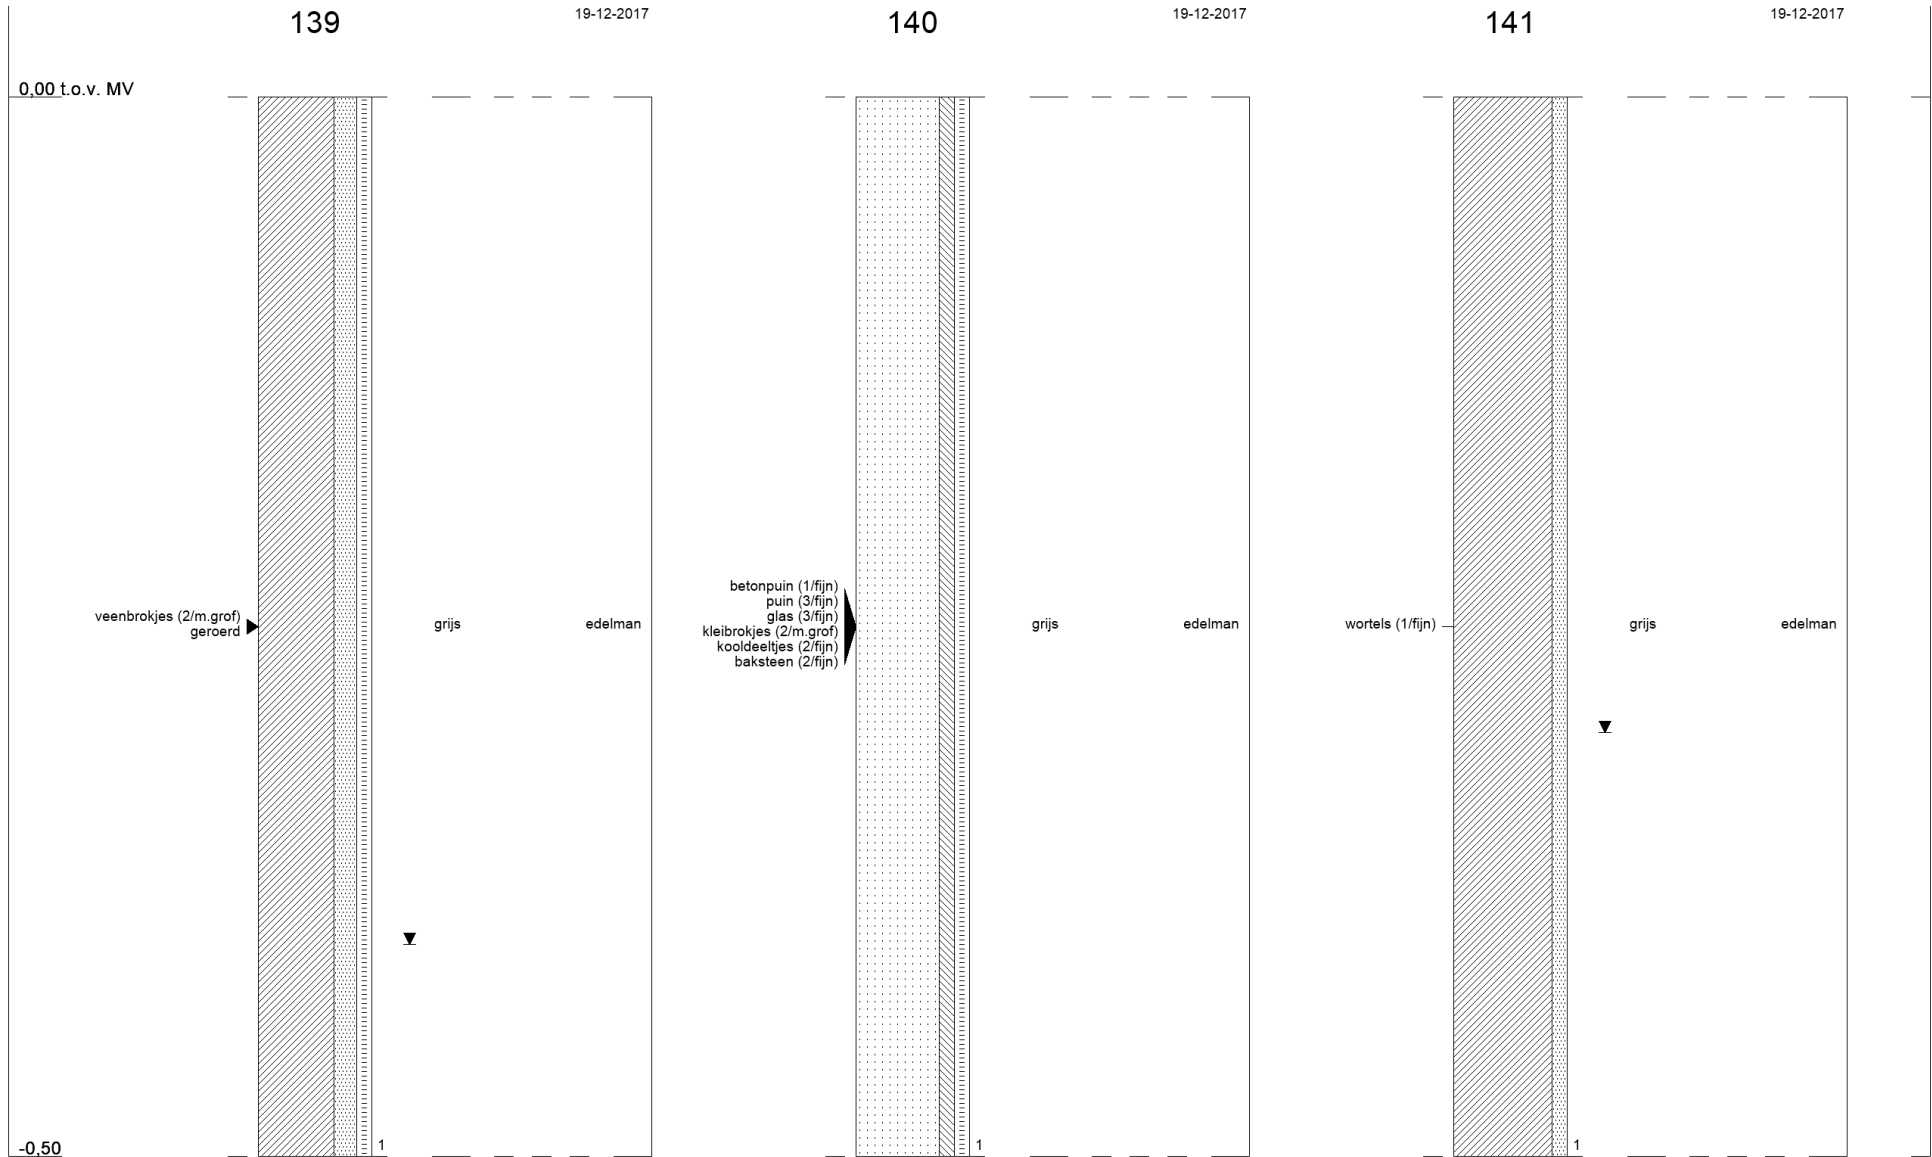 139
19-12-2017
140
19-12-2017
141
19-12-2017
0,00 t.o.v. MV
veenbrokjes (2/m.grof)
geroerd
grijs
edelman
betonpuin (1/fijn)
puin (3/fijn)
glas (3/fijn)
kleibrokjes (2/m.grof)
kooldeeltjes (2/fijn)
baksteen (2/fijn)
grijs
edelman
wortels (1/fijn)
grijs
edelman
-0,50
1
1
1